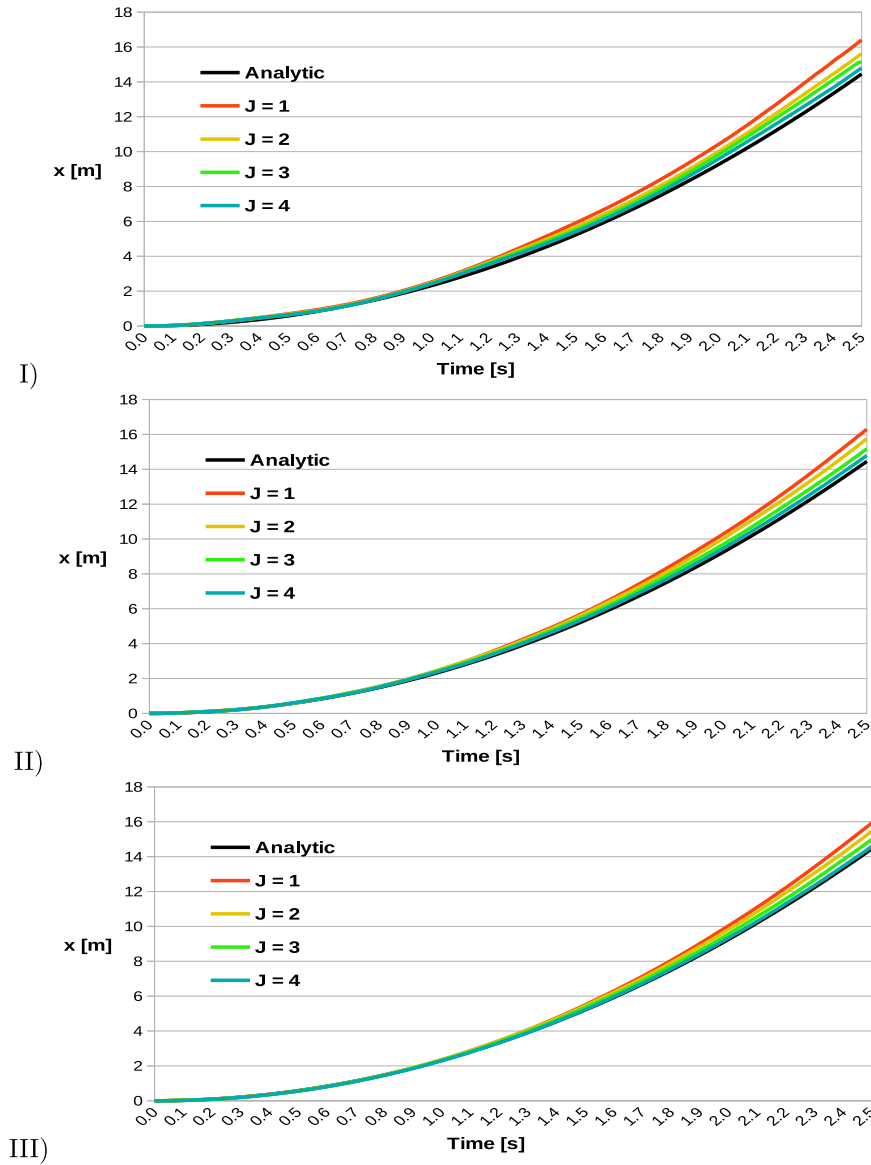 18
16
14
12
10
8
6
4
2
0
x [m]
Analytic
J = 1
J = 2
J = 3
J = 4
0.0 0.1 0.2 0.3 0.4 0.5 0.6 0.7 0.8 0.9 1.0 1.1 1.2 1.3 1.4 1.5 1.6 1.7 1.8 1.9 2.0 2.1 2.2 2.3 2.4 2.5
Time [s]
I)
18
16
14
12
10
8
6
4
2
0
x [m]
Analytic
J = 1
J = 2
J = 3
J = 4
0.0 0.1 0.2 0.3 0.4 0.5 0.6 0.7 0.8 0.9 1.0 1.1 1.2 1.3 1.4 1.5 1.6 1.7 1.8 1.9 2.0 2.1 2.2 2.3 2.4 2.5
Time [s]
II)
18
16
14
12
10
8
6
4
2
0
x [m]
Analytic
J = 1
J = 2
J = 3
J = 4
0.0 0.1 0.2 0.3 0.4 0.5 0.6 0.7 0.8 0.9 1.0 1.1 1.2 1.3 1.4 1.5 1.6 1.7 1.8 1.9 2.0 2.1 2.2 2.3 2.4 2.5
Time [s]
III)